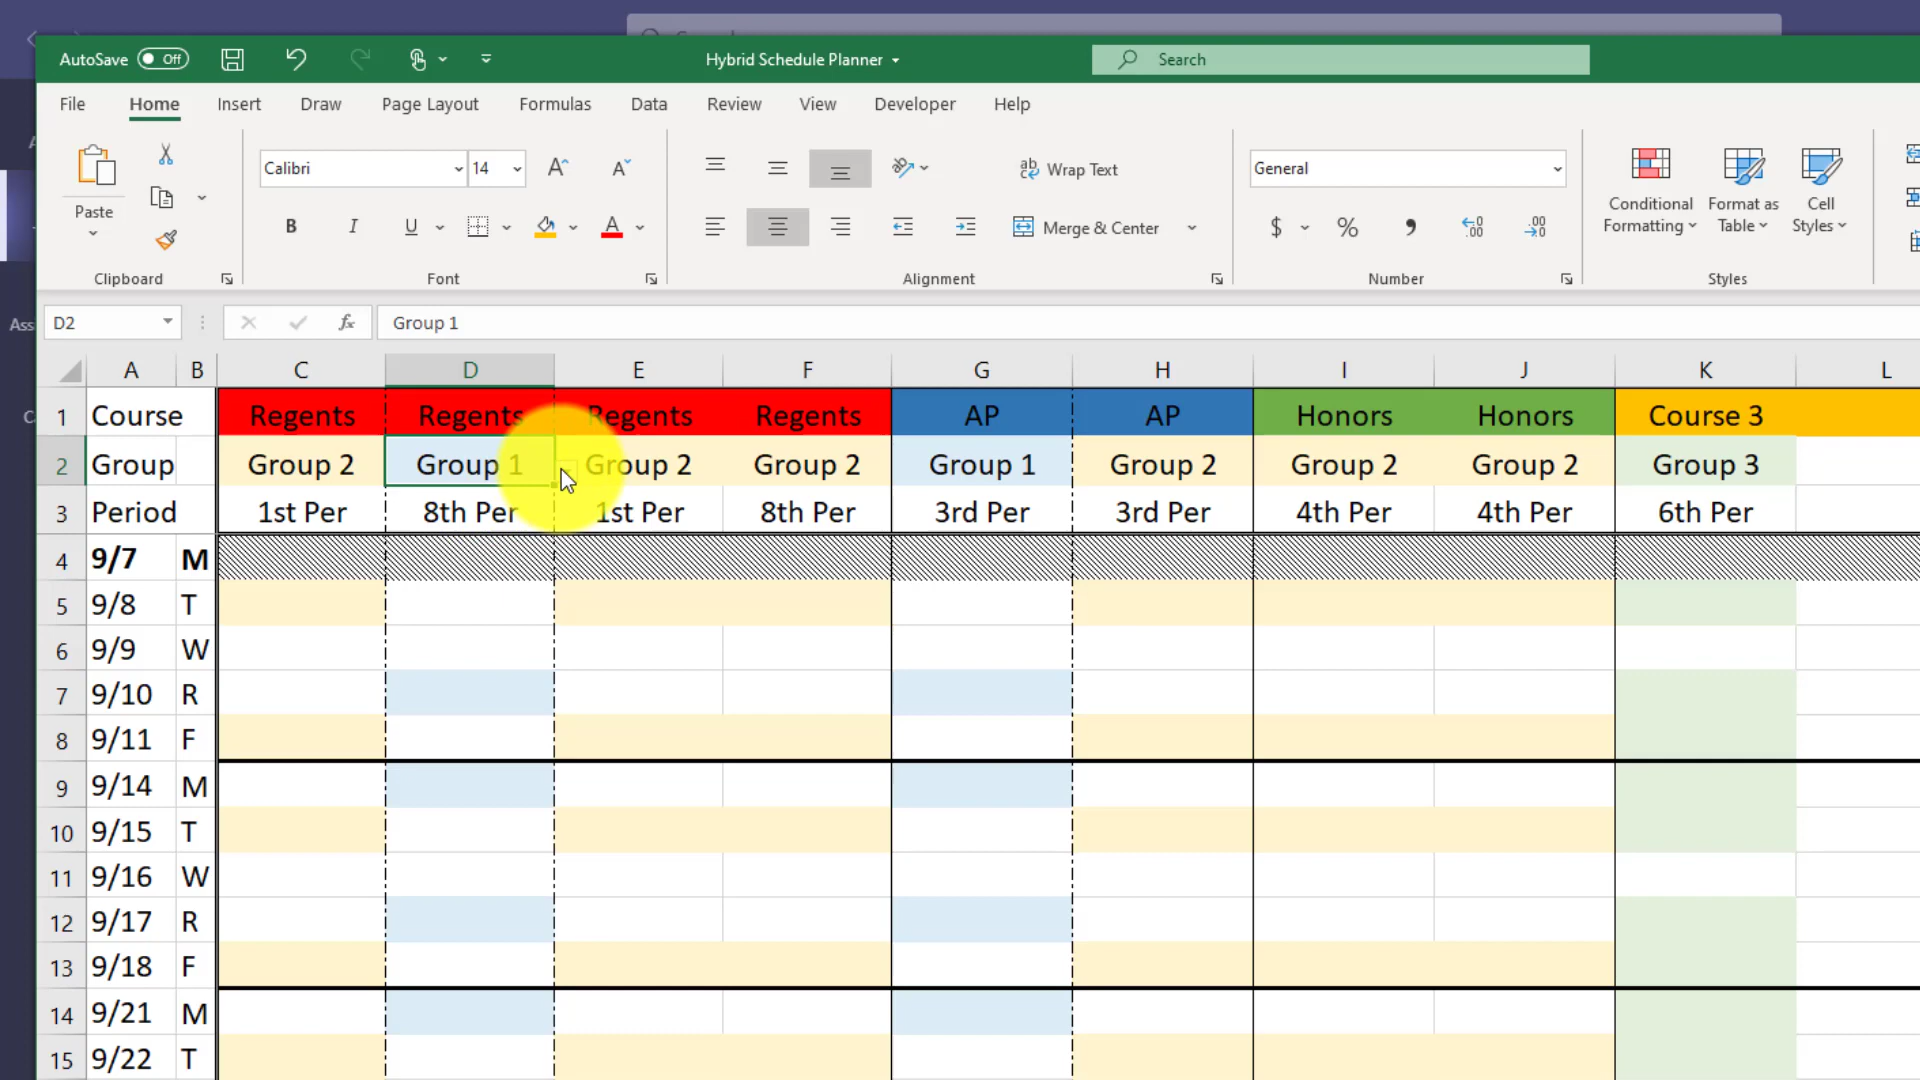 AutoSave Off Hybrid Schedule Planner Search
File Home Insert Draw Page Layout Formulas Data Review View Developer Help
Paste
Calibri 14
B I U A
Wrap Text
Merge & Center
General
$ %
Conditional Formatting
Format as Table
Cell Styles
Clipboard Font Alignment Number Styles
D2 fx Group 1
A B C D E F G H I J K L
1 Course Regents Regents Regents Regents AP AP Honors Honors Course 3
2 Group Group 2 Group 1 Group 2 Group 2 Group 1 Group 2 Group 2 Group 2 Group 3
3 Period 1st Per 8th Per 1st Per 8th Per 3rd Per 3rd Per 4th Per 4th Per 6th Per
4 9/7 M
5 9/8 T
6 9/9 W
7 9/10 R
8 9/11 F
9 9/14 M
10 9/15 T
11 9/16 W
12 9/17 R
13 9/18 F
14 9/21 M
15 9/22 T
Ass